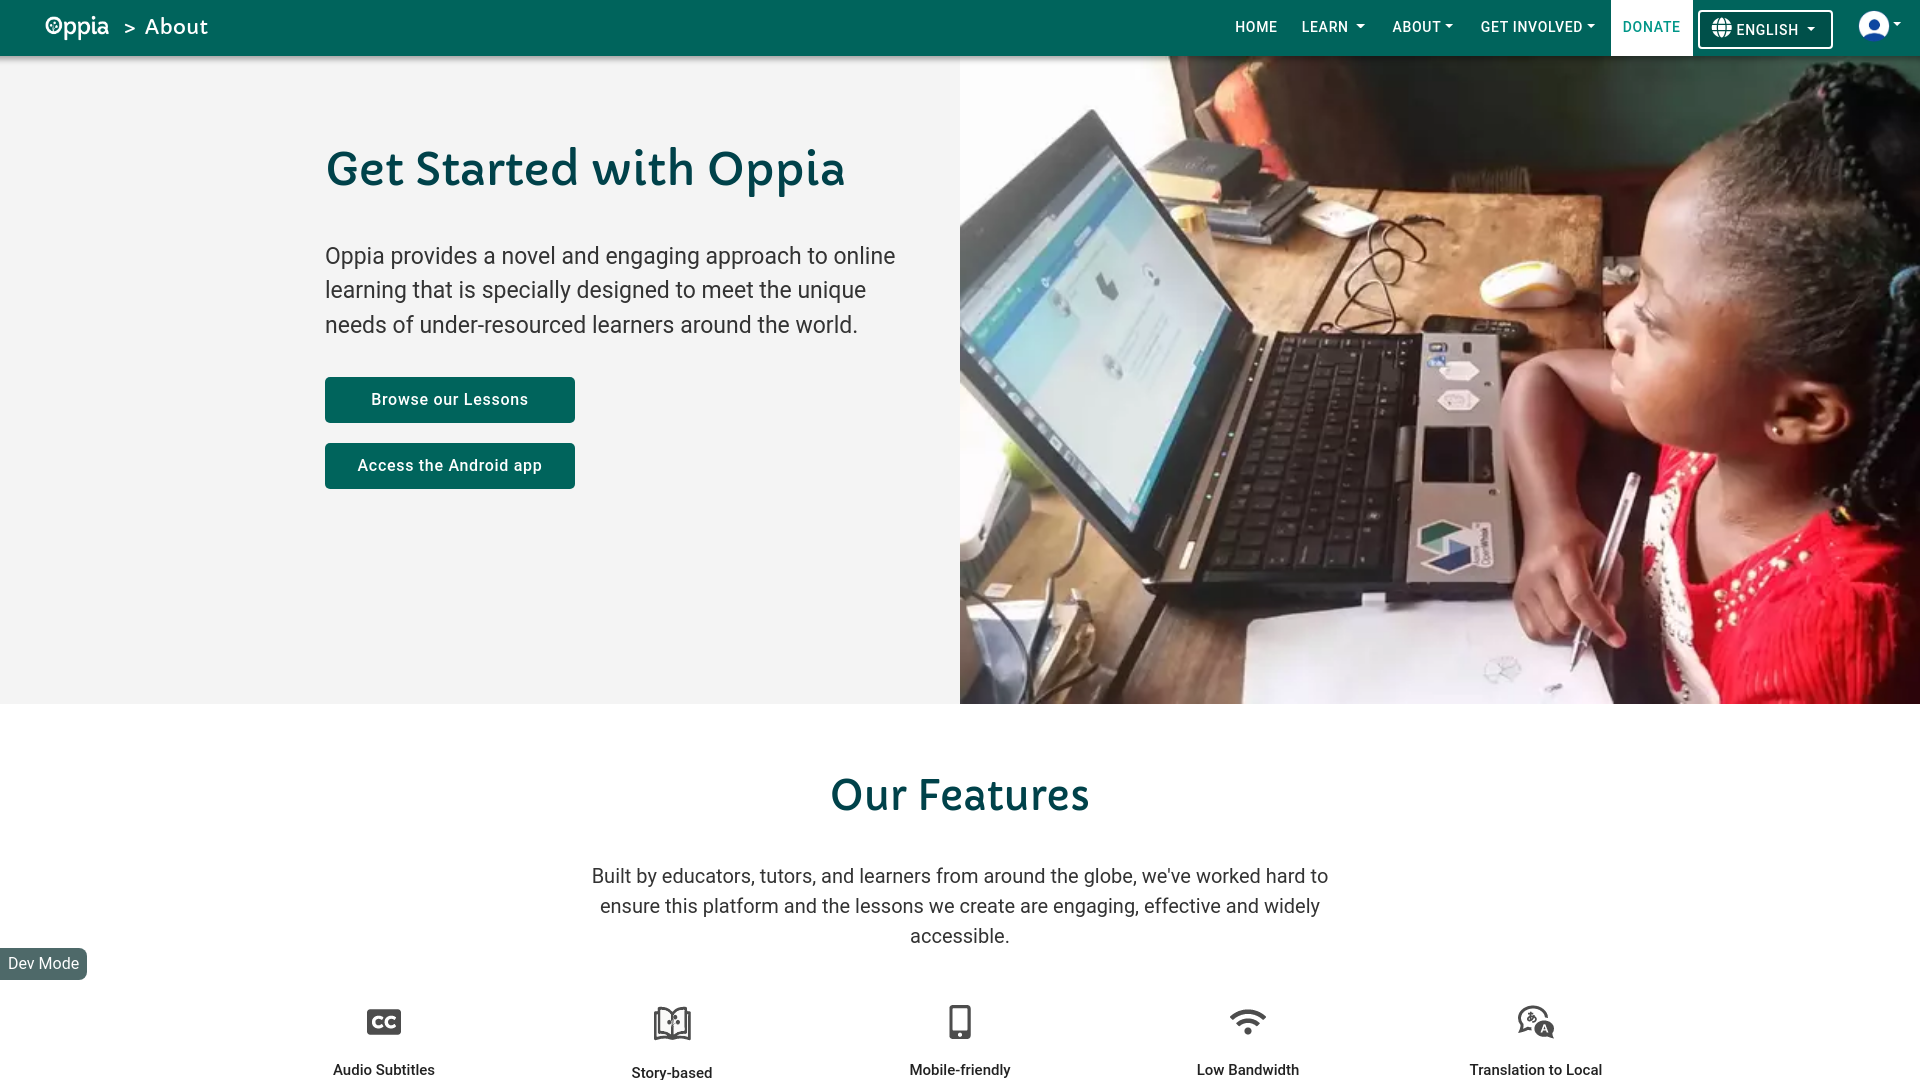 Oppia > About
HOME LEARN ABOUT GET INVOLVED DONATE ENGLISH
Get Started with Oppia
Oppia provides a novel and engaging approach to online
learning that is specially designed to meet the unique
needs of under-resourced learners around the world.
Browse our Lessons
Access the Android app
Our Features
Built by educators, tutors, and learners from around the globe, we've worked hard to
ensure this platform and the lessons we create are engaging, effective and widely
accessible.
Dev Mode
CC
あ A
Audio Subtitles
Story-based
Mobile-friendly
Low Bandwidth
Translation to Local